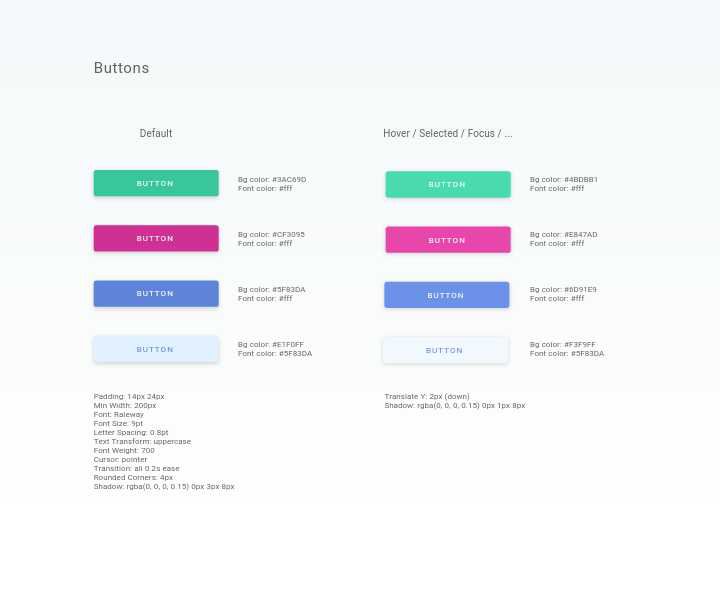 Buttons
Default
Hover / Selected / Focus / ...
BUTTON
Bg color: #3AC69D
Font color: #fff
BUTTON
Bg color: #4BDBB1
Font color: #fff
BUTTON
Bg color: #CF3095
Font color: #fff
BUTTON
Bg color: #E847AD
Font color: #fff
BUTTON
Bg color: #5F83DA
Font color: #fff
BUTTON
Bg color: #6D91E9
Font color: #fff
BUTTON
Bg color: #E1F0FF
Font color: #5F83DA
BUTTON
Bg color: #F3F9FF
Font color: #5F83DA
Padding: 14px 24px
Min Width: 200px
Font: Raleway
Font Size: 9pt
Letter Spacing: 0.8pt
Text Transform: uppercase
Font Weight: 700
Cursor: pointer
Transition: all 0.2s ease
Rounded Corners: 4px
Shadow: rgba(0, 0, 0, 0.15) 0px 3px 8px
Translate Y: 2px (down)
Shadow: rgba(0, 0, 0, 0.15) 0px 1px 8px